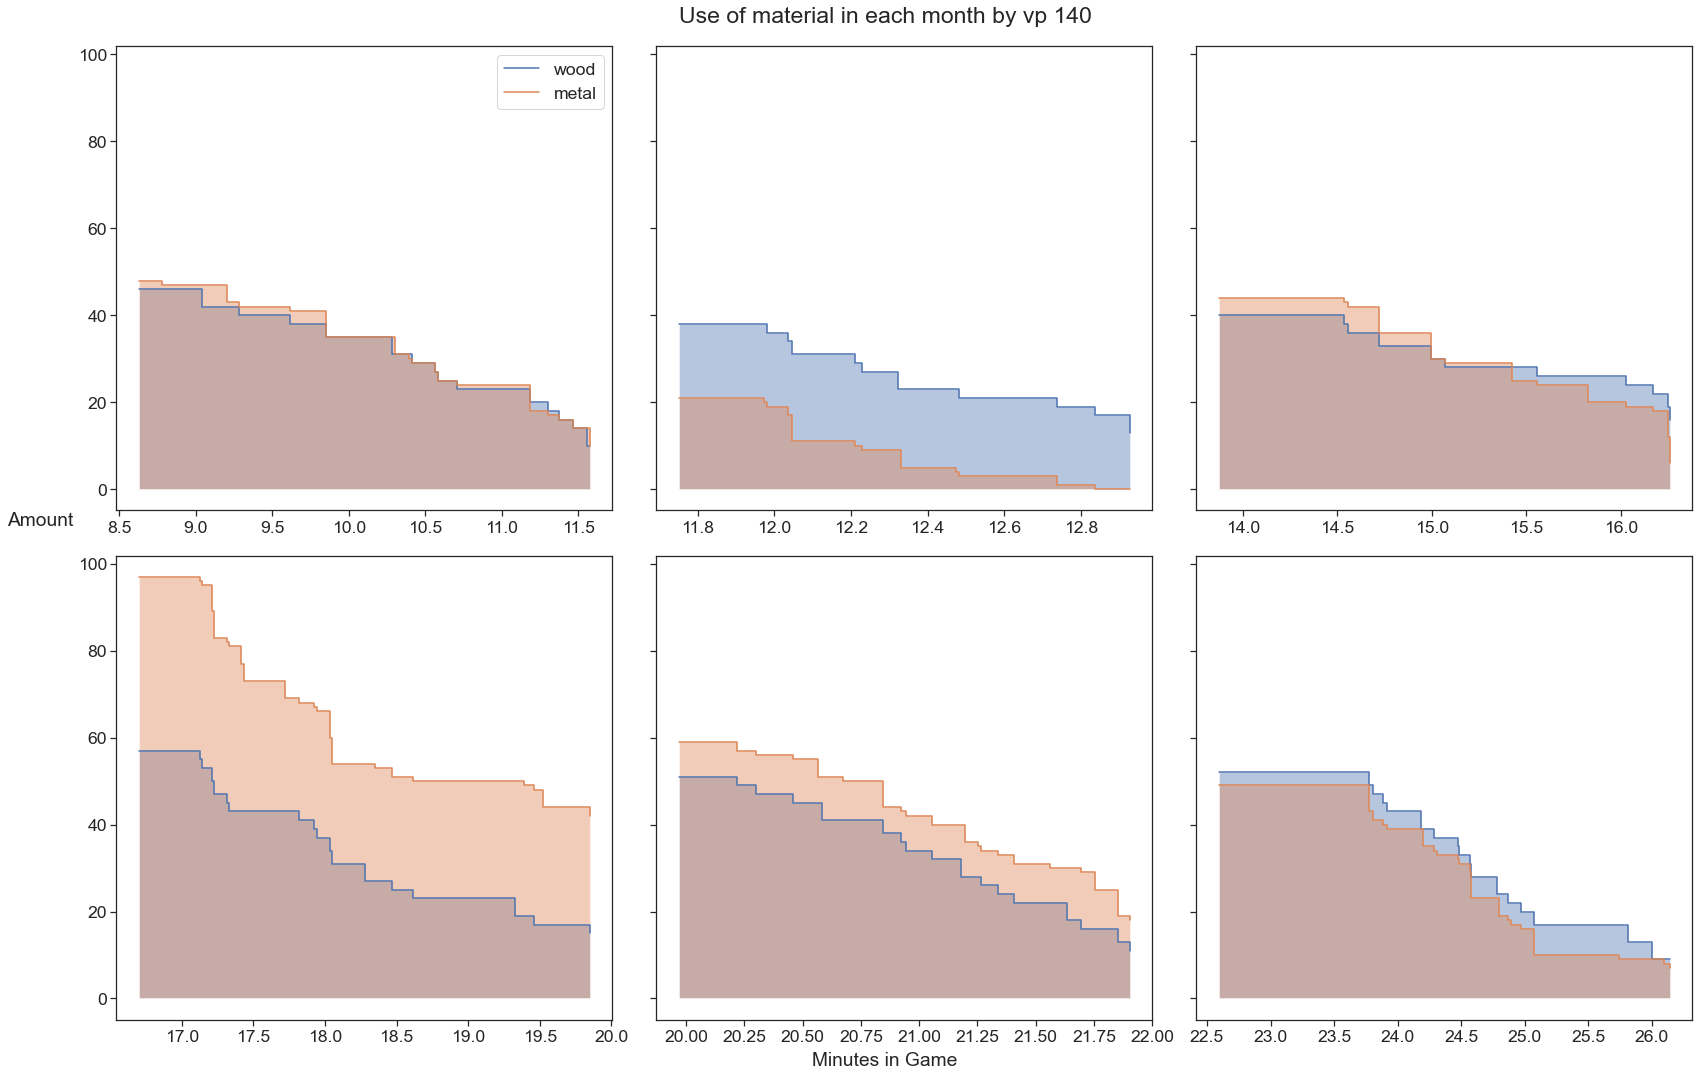 Use of material in each month by vp 140
100
80
60
40
20
0
wood
metal
8.5 9.0 9.5 10.0 10.5 11.0 11.5
11.8 12.0 12.2 12.4 12.6 12.8
14.0 14.5 15.0 15.5 16.0
Amount
100
80
60
40
20
0
17.0 17.5 18.0 18.5 19.0 19.5 20.0
20.00 20.25 20.50 20.75 21.00 21.25 21.50 21.75 22.00
22.5 23.0 23.5 24.0 24.5 25.0 25.5 26.0
Minutes in Game